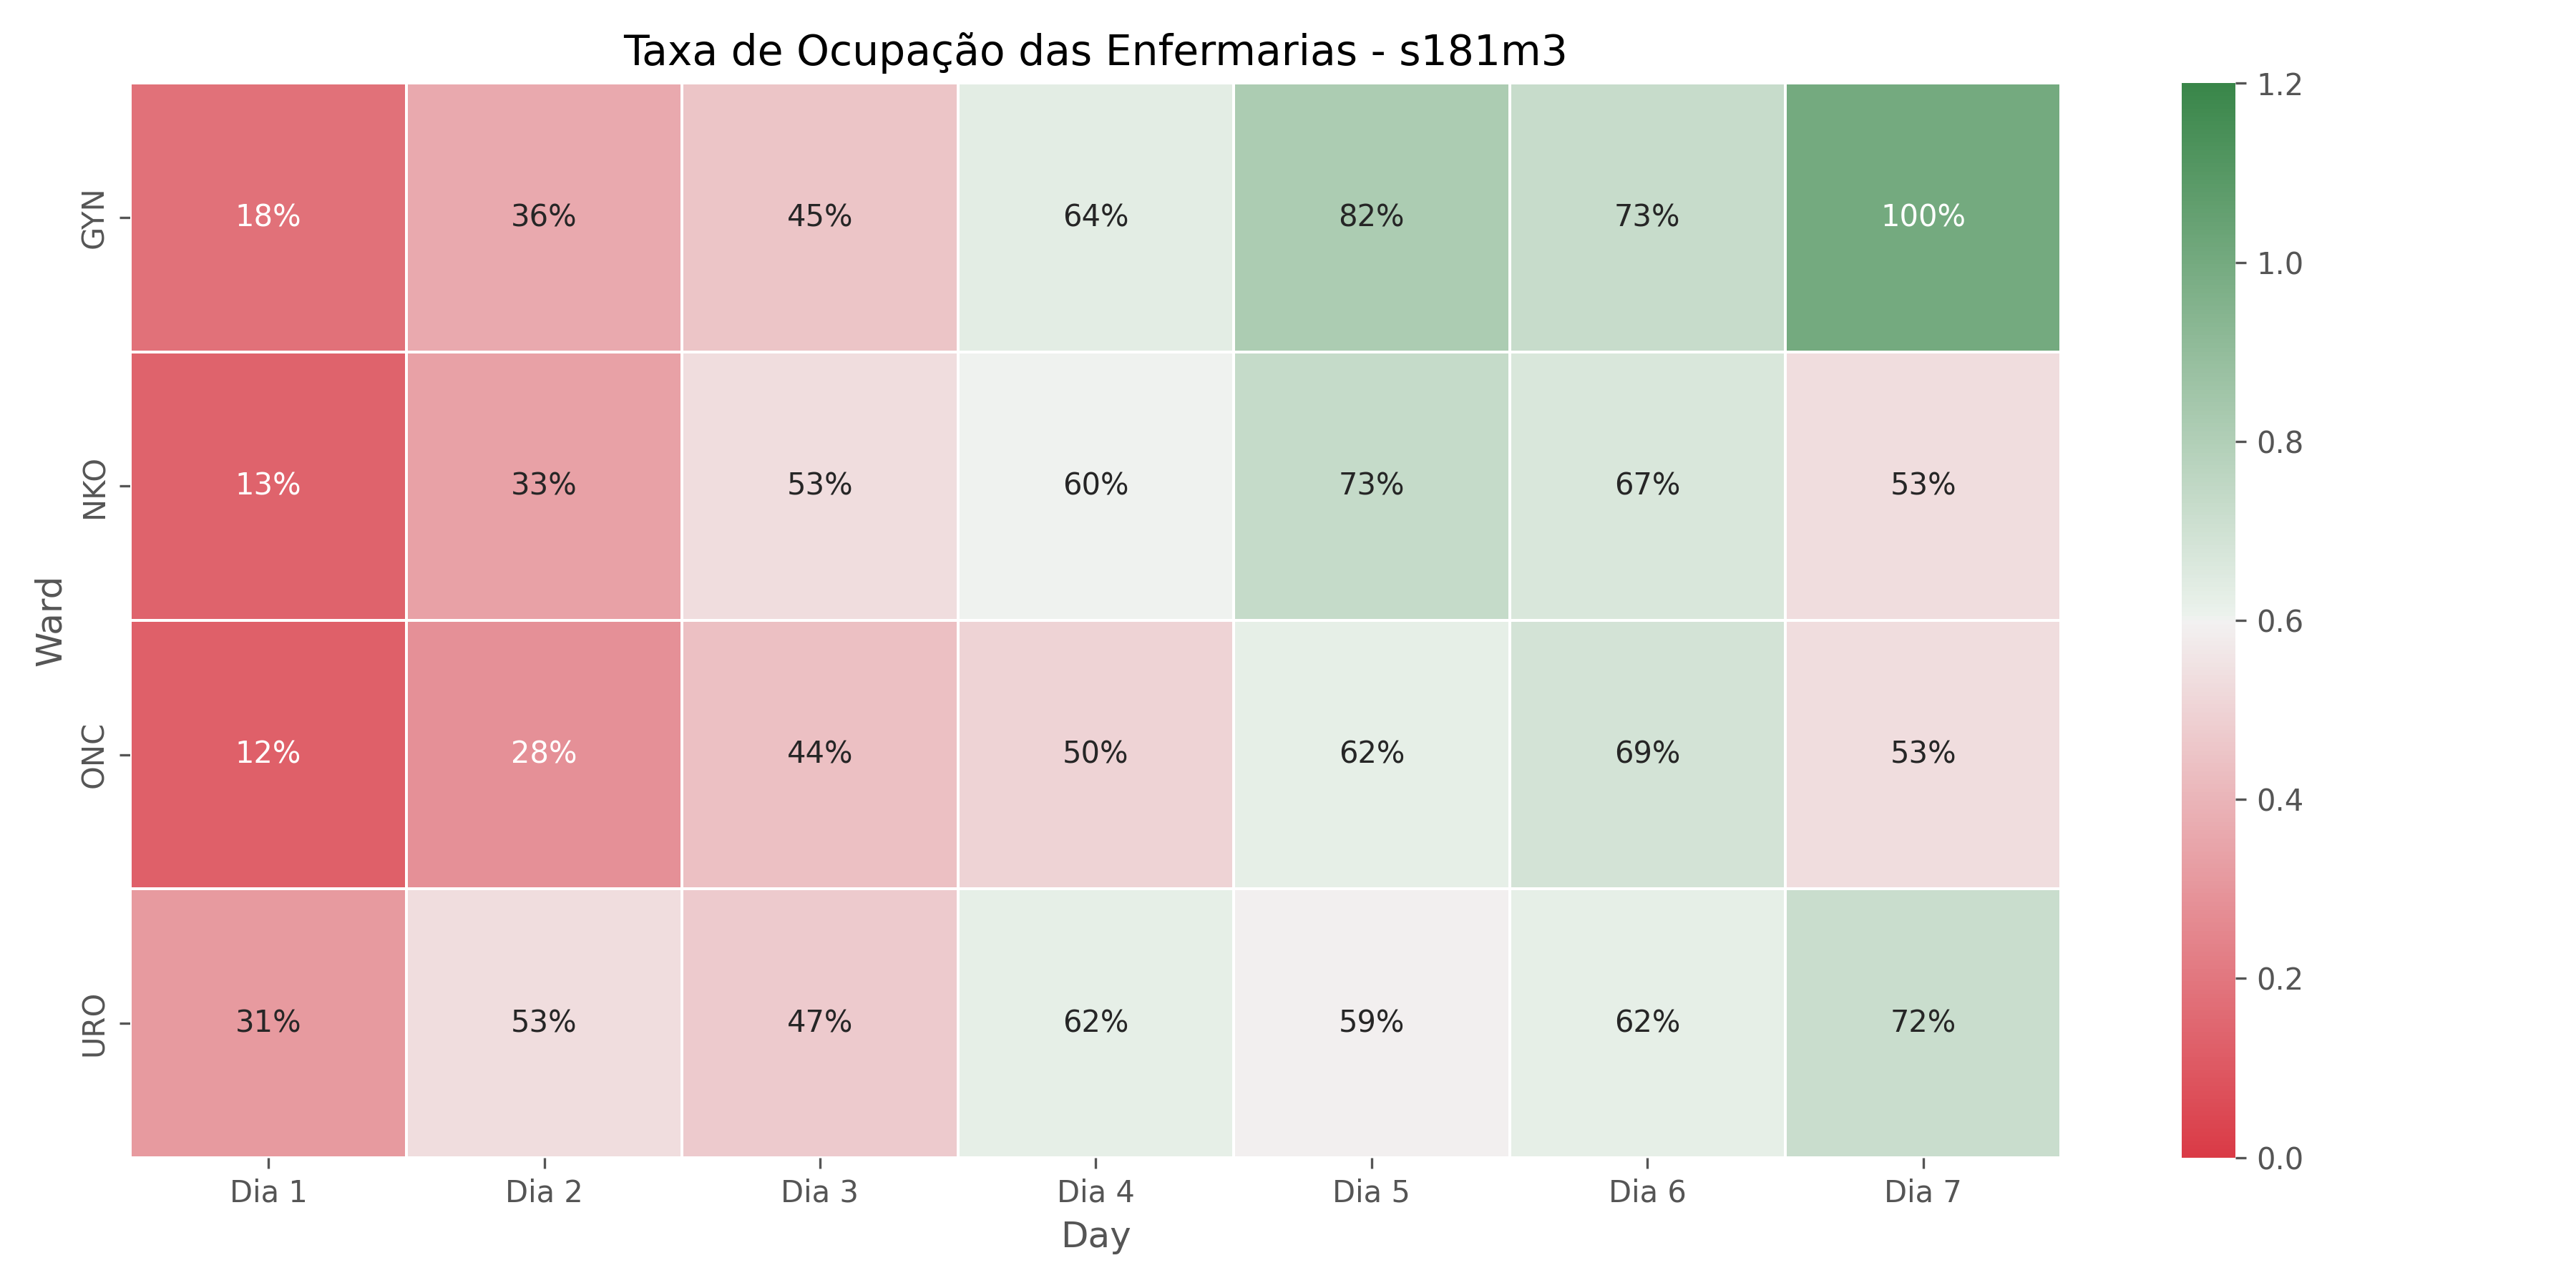 Taxa de Ocupação das Enfermarias - s181m3
Ward
GYN
18% 36% 45% 64% 82% 73% 100%
NKO
13% 33% 53% 60% 73% 67% 53%
ONC
12% 28% 44% 50% 62% 69% 53%
URO
31% 53% 47% 62% 59% 62% 72%
Dia 1 Dia 2 Dia 3 Dia 4 Dia 5 Dia 6 Dia 7
Day
1.2
1.0
0.8
0.6
0.4
0.2
0.0